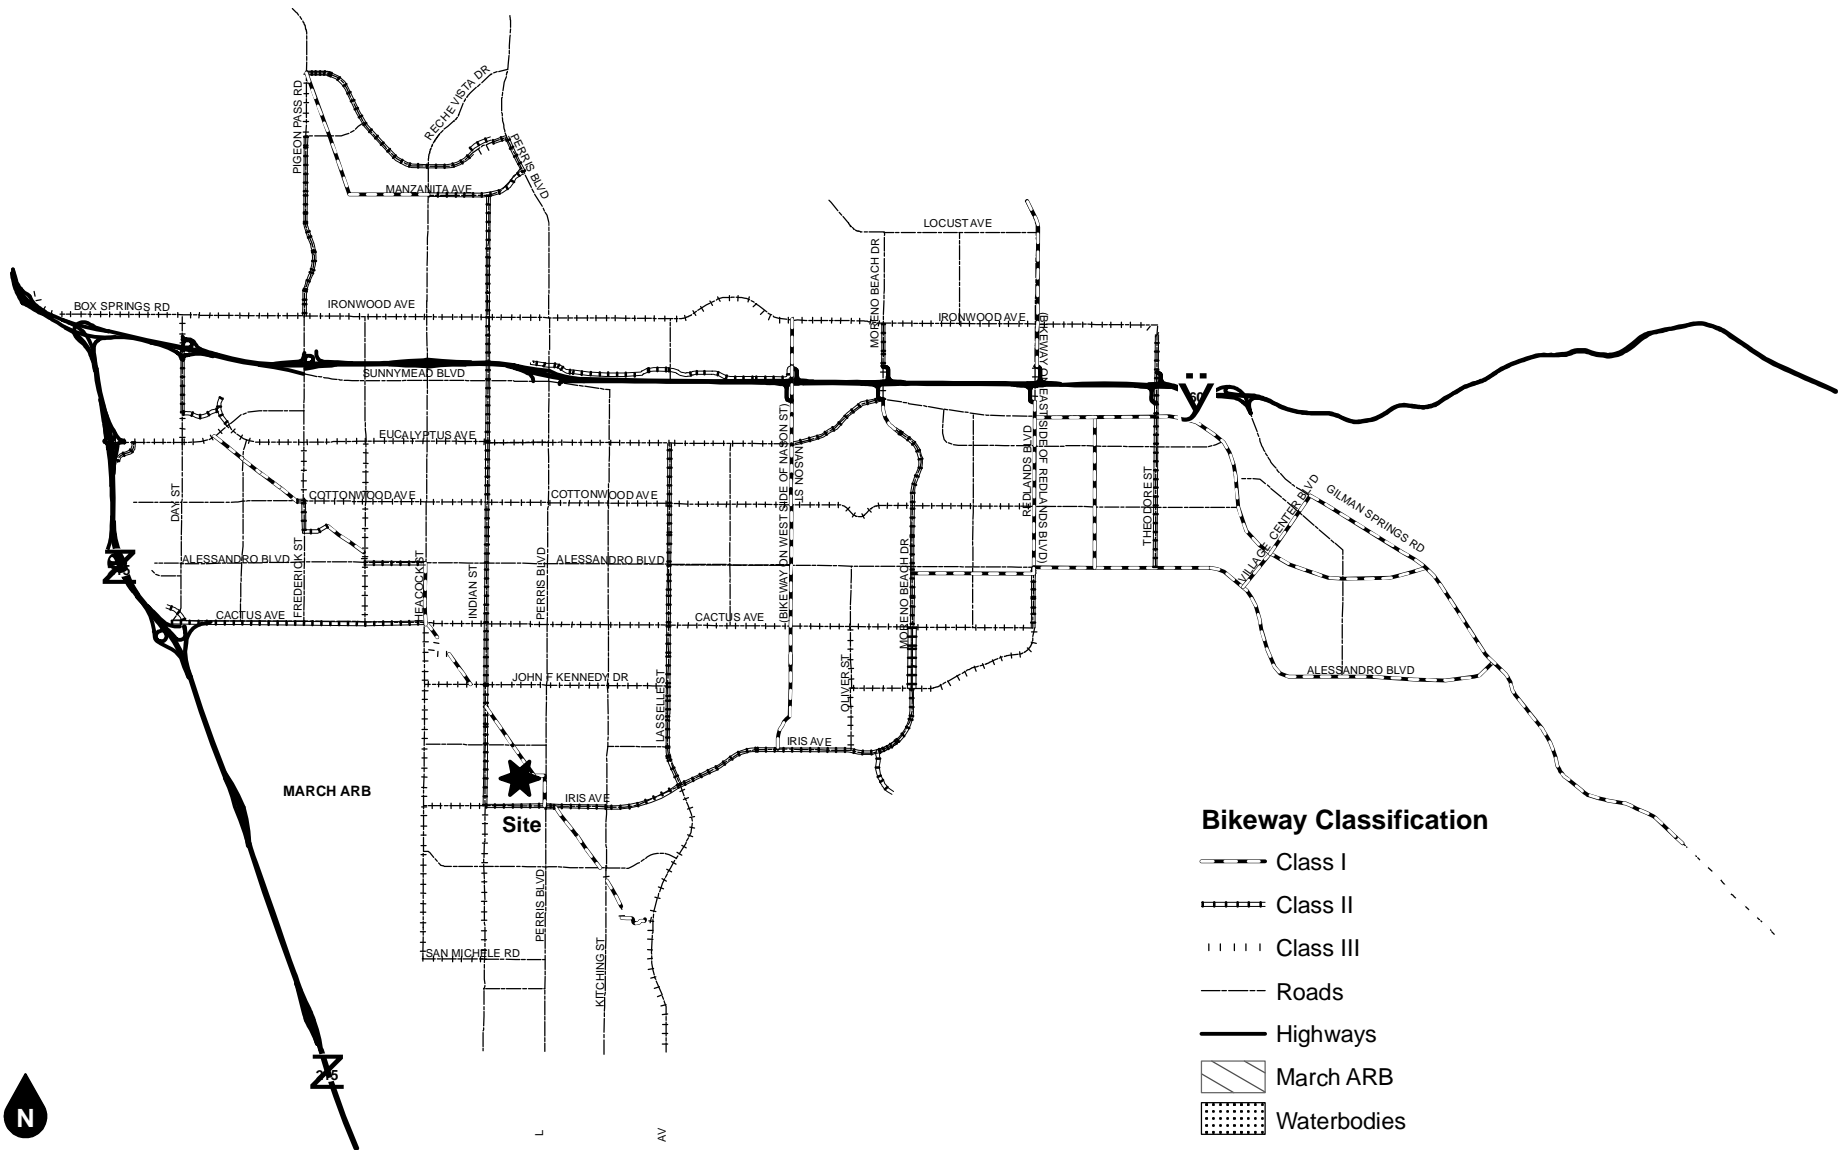 RECHE VISTA DR
PIGEON PASS RD
PERRIS BLVD
MANZANITA AVE
LOCUST AVE
MORENO BEACH DR
BOX SPRINGS RD
IRONWOOD AVE
IRONWOOD AVE
SUNNYMEAD BLVD
60
(BIKEWAY ON EAST SIDE OF REDLANDS BLVD)
EUCALYPTUS AVE
(BIKEWAY ON WEST SIDE OF NASON ST)
NASON ST
REDLANDS BLVD
THEODORE ST
DAY ST
COTTONWOOD AVE
COTTONWOOD AVE
VILLAGE CENTER BLVD
GILMAN SPRINGS RD
ALESSANDRO BLVD
ALESSANDRO BLVD
FREDERICK ST
HEACOCK ST
INDIAN ST
PERRIS BLVD
MORENO BEACH DR
CACTUS AVE
CACTUS AVE
JOHN F KENNEDY DR
LASSELLE ST
OLIVER ST
ALESSANDRO BLVD
IRIS AVE
MARCH ARB
IRIS AVE
Site
PERRIS BLVD
SAN MICHELE RD
KITCHING ST
215
N
L
AV
Bikeway Classification
Class I
Class II
Class III
Roads
Highways
March ARB
Waterbodies